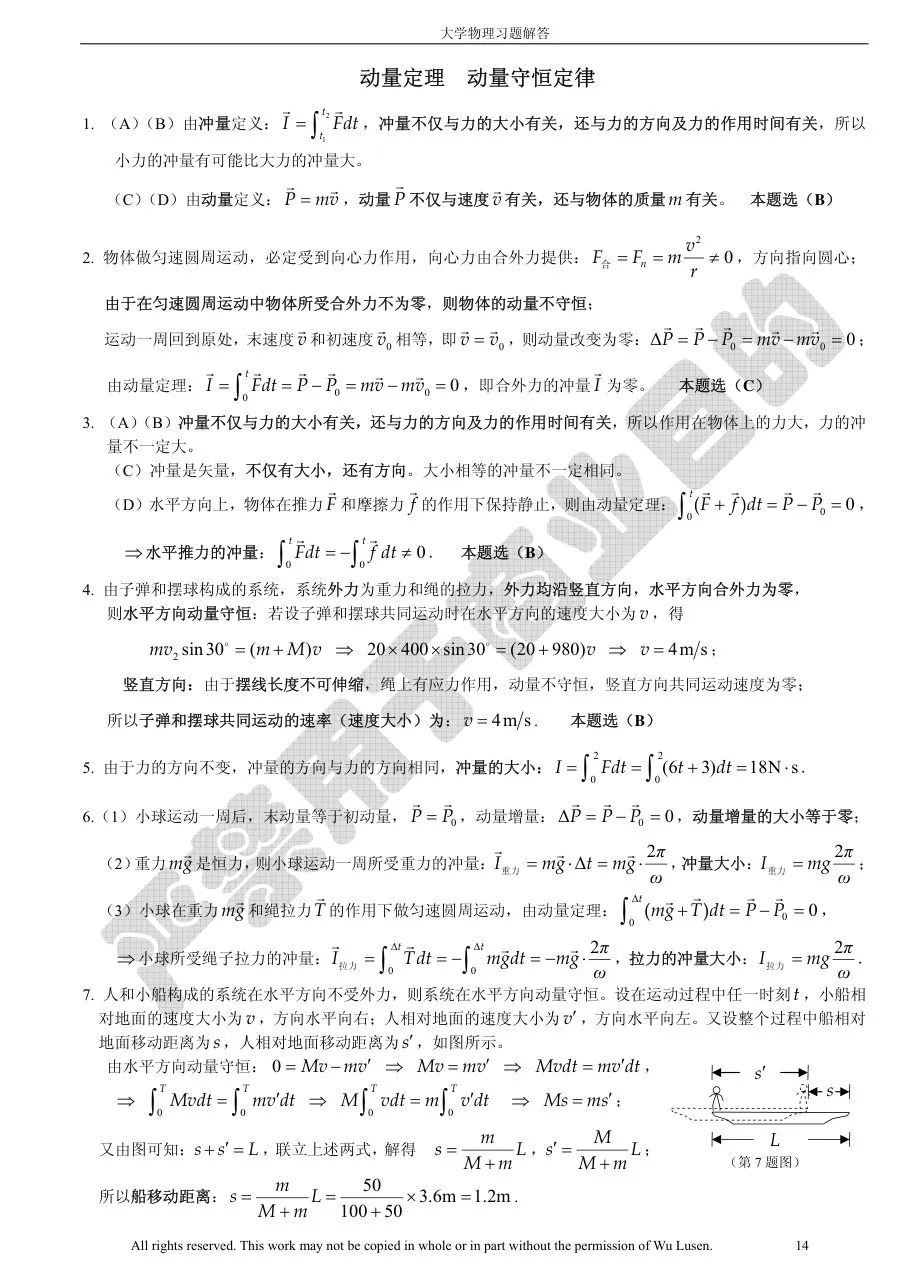 大学物理习题解答
动量定理 动量守恒定律
1. （A）（B）由冲量定义：$\vec{I}=\int_{t_1}^{t_2}\vec{F}dt$，冲量不仅与力的大小有关，还与力的方向及力的作用时间有关，所以
小力的冲量有可能比大力的冲量大。
（C）（D）由动量定义：$\vec{P}=m\vec{v}$，动量$\vec{P}$不仅与速度$\vec{v}$有关，还与物体的质量$m$有关。 本题选（B）
2. 物体做匀速圆周运动，必定受到向心力作用，向心力由合外力提供：$F_{合}=F_n=m\frac{v^2}{r}\neq 0$，方向指向圆心；
由于在匀速圆周运动中物体所受合外力不为零，则物体的动量不守恒；
运动一周回到原处，末速度$\vec{v}$和初速度$\vec{v}_0$相等，即$\vec{v}=\vec{v}_0$，则动量改变为零：$\Delta\vec{P}=\vec{P}-\vec{P}_0=m\vec{v}-m\vec{v}_0=0$；
由动量定理：$\vec{I}=\int_0^t\vec{F}dt=\vec{P}-\vec{P}_0=m\vec{v}-m\vec{v}_0=0$，即合外力的冲量$\vec{I}$为零。 本题选（C）
3. （A）（B）冲量不仅与力的大小有关，还与力的方向及力的作用时间有关，所以作用在物体上的力大，力的冲
量不一定大。
（C）冲量是矢量，不仅有大小，还有方向。大小相等的冲量不一定相同。
（D）水平方向上，物体在推力$\vec{F}$和摩擦力$\vec{f}$的作用下保持静止，则由动量定理：$\int_0^t(\vec{F}+\vec{f})dt=\vec{P}-\vec{P}_0=0$，
⇒水平推力的冲量：$\int_0^t\vec{F}dt=-\int_0^t\vec{f}dt\neq 0$. 本题选（B）
4. 由子弹和摆球构成的系统，系统外力为重力和绳的拉力，外力均沿竖直方向，水平方向合外力为零，
则水平方向动量守恒：若设子弹和摆球共同运动时在水平方向的速度大小为$v$，得
$mv_2\sin30^\circ=(m+M)v$ ⇒ $20\times400\times\sin30^\circ=(20+980)v$ ⇒ $v=4\mathrm{m/s}$；
竖直方向：由于摆线长度不可伸缩，绳上有应力作用，动量不守恒，竖直方向共同运动速度为零；
所以子弹和摆球共同运动的速率（速度大小）为：$v=4\mathrm{m/s}$. 本题选（B）
5. 由于力的方向不变，冲量的方向与力的方向相同，冲量的大小：$I=\int_0^2Fdt=\int_0^2(6t+3)dt=18\mathrm{N\cdot s}$.
6.（1）小球运动一周后，末动量等于初动量，$\vec{P}=\vec{P}_0$，动量增量：$\Delta\vec{P}=\vec{P}-\vec{P}_0=0$，动量增量的大小等于零；
（2）重力$m\vec{g}$是恒力，则小球运动一周所受重力的冲量：$\vec{I}_{重力}=m\vec{g}\cdot\Delta t=m\vec{g}\cdot\frac{2\pi}{\omega}$，冲量大小：$I_{重力}=mg\frac{2\pi}{\omega}$；
（3）小球在重力$m\vec{g}$和绳拉力$\vec{T}$的作用下做匀速圆周运动，由动量定理：$\int_0^{\Delta t}(m\vec{g}+\vec{T})dt=\vec{P}-\vec{P}_0=0$，
⇒小球所受绳子拉力的冲量：$\vec{I}_{拉力}=\int_0^{\Delta t}\vec{T}dt=-\int_0^{\Delta t}m\vec{g}dt=-m\vec{g}\cdot\frac{2\pi}{\omega}$，拉力的冲量大小：$I_{拉力}=mg\frac{2\pi}{\omega}$.
7. 人和小船构成的系统在水平方向不受外力，则系统在水平方向动量守恒。设在运动过程中任一时刻$t$，小船相
对地面的速度大小为$v$，方向水平向右；人相对地面的速度大小为$v'$，方向水平向左。又设整个过程中船相对
地面移动距离为$s$，人相对地面移动距离为$s'$，如图所示。
由水平方向动量守恒：$0=Mv-mv'$ ⇒ $Mv=mv'$ ⇒ $Mvdt=mv'dt$，
⇒ $\int_0^TMvdt=\int_0^Tmv'dt$ ⇒ $M\int_0^Tvdt=m\int_0^Tv'dt$ ⇒ $Ms=ms'$；
又由图可知：$s+s'=L$，联立上述两式，解得 $s=\frac{m}{M+m}L$，$s'=\frac{M}{M+m}L$；
所以船移动距离：$s=\frac{m}{M+m}L=\frac{50}{100+50}\times3.6\mathrm{m}=1.2\mathrm{m}$.
$s'$
$s$
$L$
（第 7 题图）
严禁用于商业目的
All rights reserved. This work may not be copied in whole or in part without the permission of Wu Lusen. 14